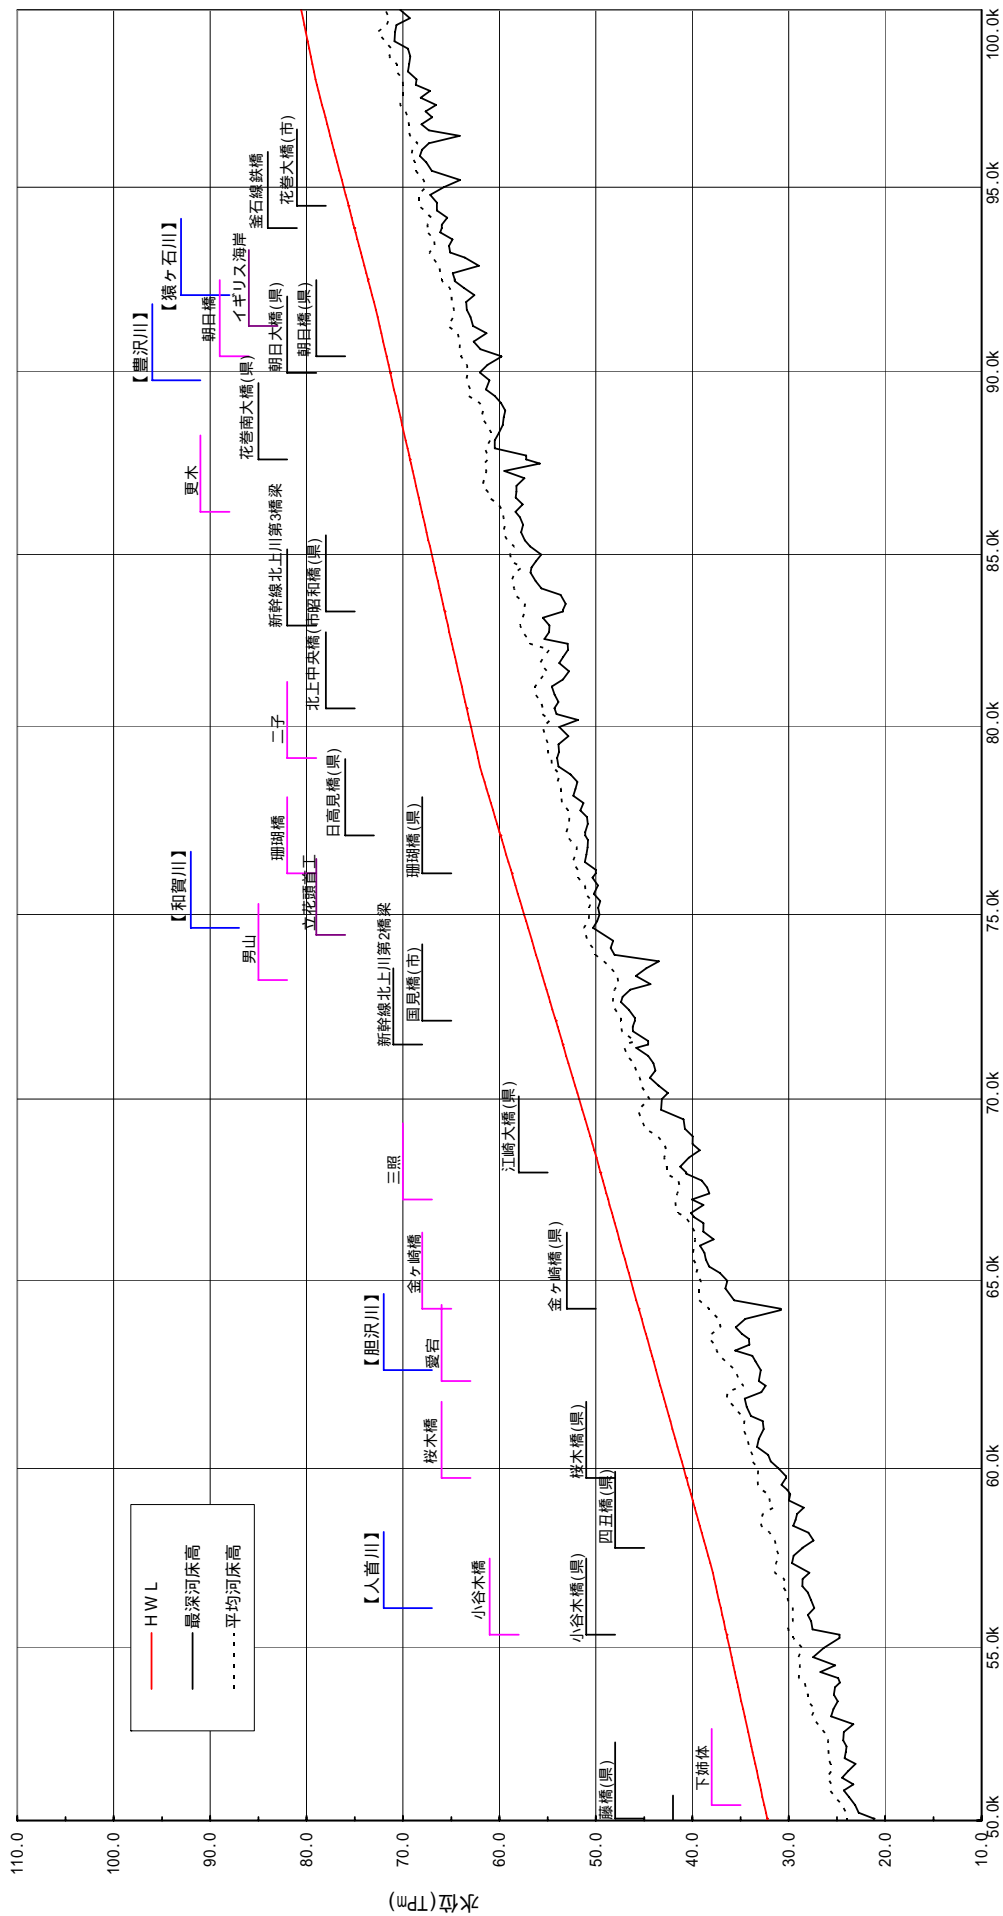 HWL
最深河床高
平均河床高
水位(TPm)
110.0
100.0
90.0
80.0
70.0
60.0
50.0
40.0
30.0
20.0
10.0
50.0k
55.0k
60.0k
65.0k
70.0k
75.0k
80.0k
85.0k
90.0k
95.0k
100.0k
藤橋(県)
下姉体
小谷木橋
小谷木橋(県)
【人首川】
四丑橋(県)
桜木橋
桜木橋(県)
愛宕
【胆沢川】
金ヶ崎橋
金ヶ崎橋(県)
三照
江崎大橋(県)
新幹線北上川第2橋梁
国見橋(市)
男山
立花頭首工
【和賀川】
珊瑚橋
珊瑚橋(県)
日高見橋(県)
二子
北上中央橋(市)
新幹線北上川第3橋梁
昭和橋(県)
更木
花巻南大橋(県)
【豊沢川】
朝日大橋(県)
朝日橋
朝日橋(県)
イギリス海岸
【猿ヶ石川】
釜石線鉄橋
花巻大橋(市)